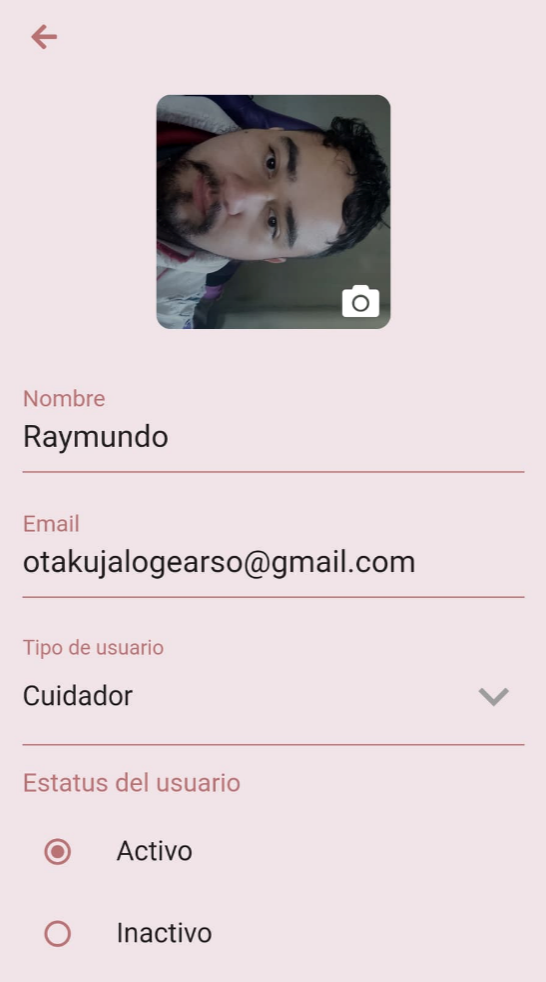 Nombre
Raymundo
Email
otakujalogearso@gmail.com
Tipo de usuario
Cuidador
Estatus del usuario
Activo
Inactivo